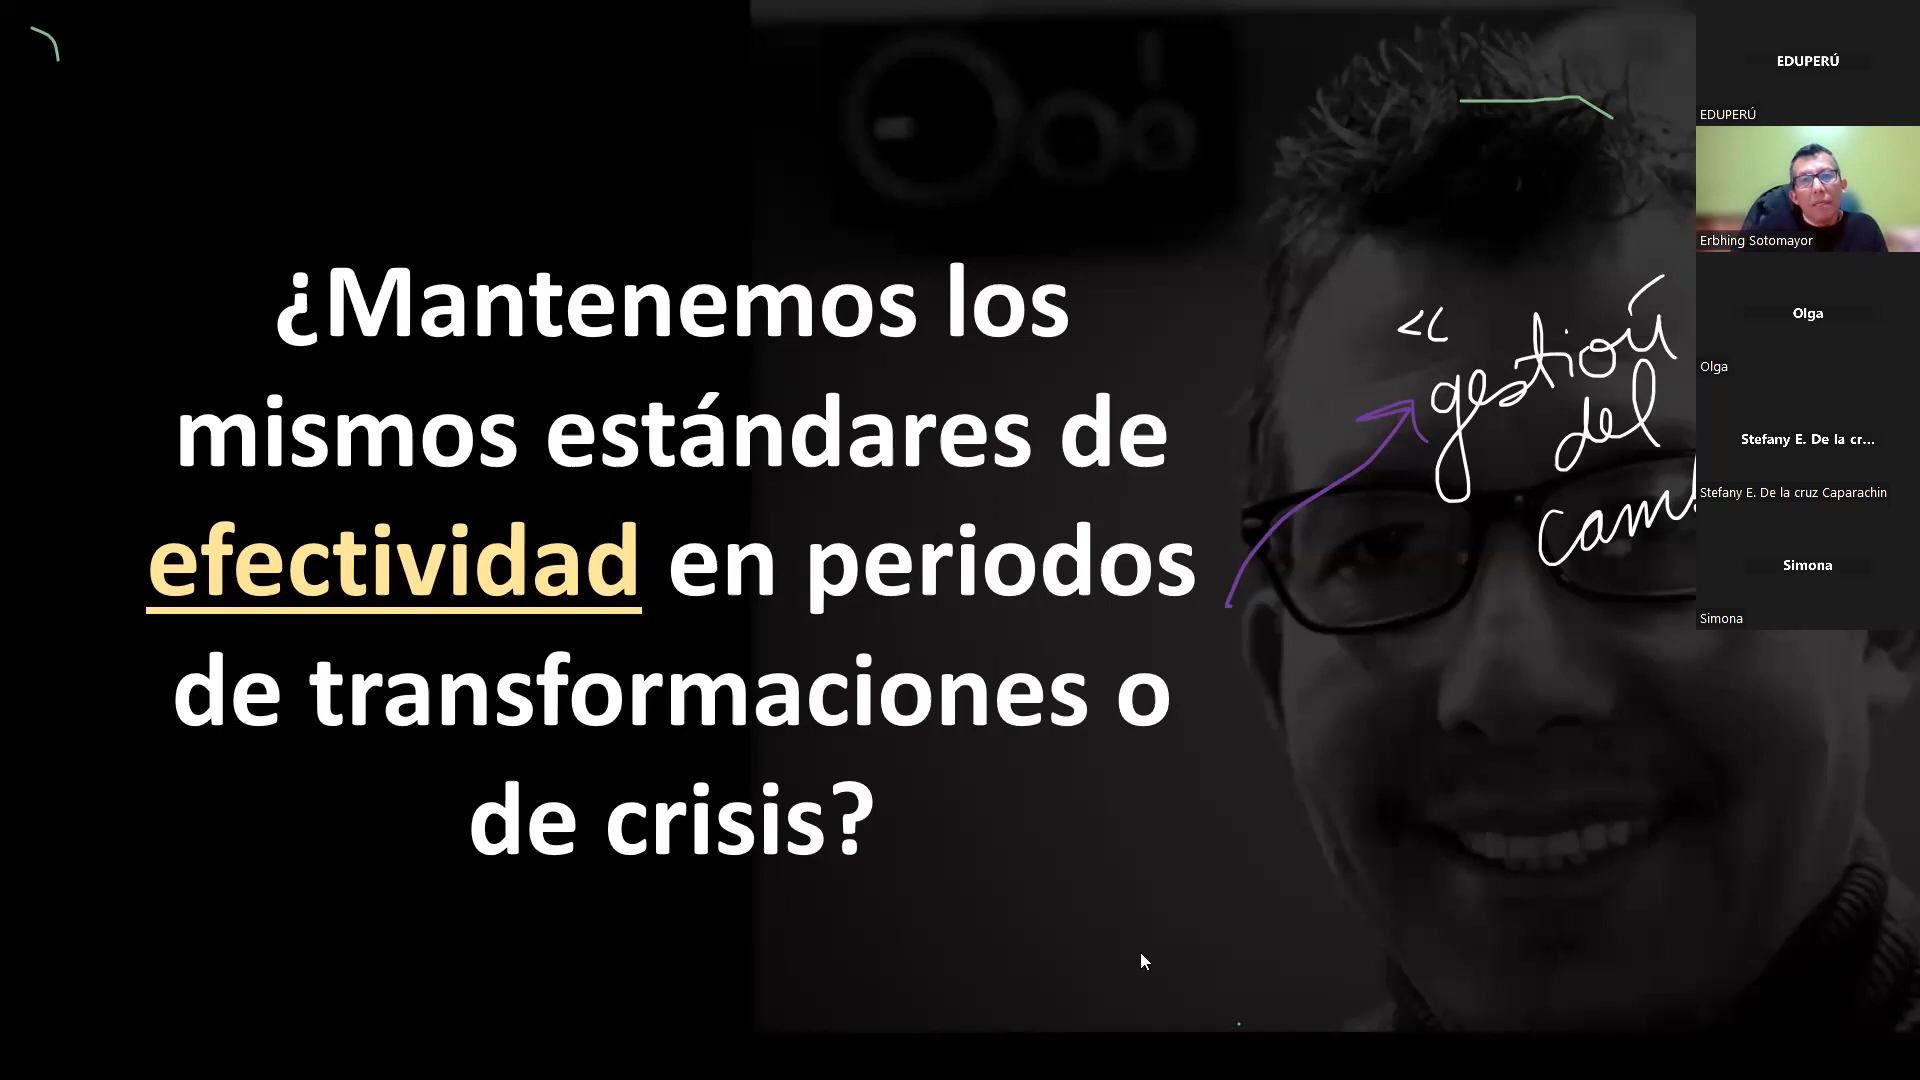 ¿Mantenemos los
mismos estándares de
efectividad en periodos
de transformaciones o
de crisis?
<<
gestión
del
EDUPERÚ
EDUPERÚ
Erbhing Sotomayor
Olga
Olga
Stefany E. De la cr...
Stefany E. De la cruz Caparachin
Simona
Simona